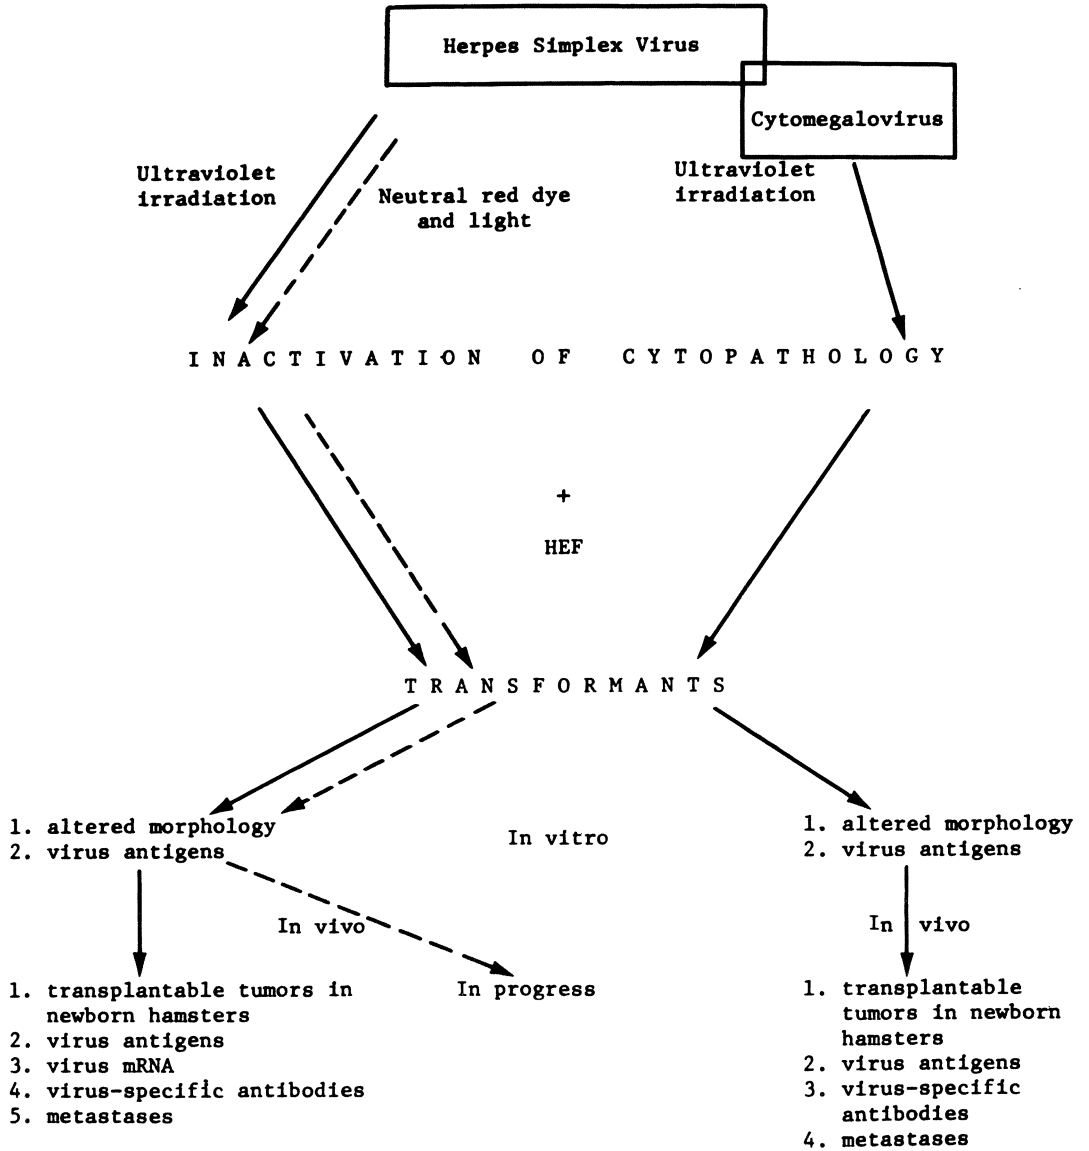 Herpes Simplex Virus
Cytomegalovirus
Ultraviolet
irradiation
Neutral red dye
and light
Ultraviolet
irradiation
INACTIVATION OF CYTOPATHOLOGY
+
HEF
TRANSFORMANTS
1. altered morphology
2. virus antigens
In vitro
1. altered morphology
2. virus antigens
In vivo
In vivo
1. transplantable tumors in
newborn hamsters
2. virus antigens
3. virus mRNA
4. virus-specific antibodies
5. metastases
In progress
1. transplantable
tumors in newborn
hamsters
2. virus antigens
3. virus-specific
antibodies
4. metastases